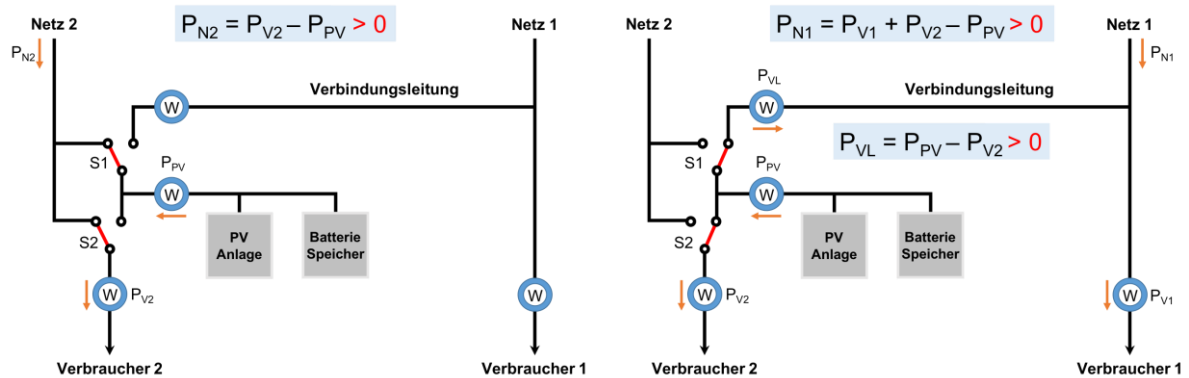 Netz 2
P_N2 = P_V2 – P_PV > 0
Netz 1
P_N2
Verbindungsleitung
W
S1
P_PV
W
S2
PV
Anlage
Batterie
Speicher
W
P_V2
W
Verbraucher 2
Verbraucher 1
Netz 2
P_N1 = P_V1 + P_V2 – P_PV > 0
Netz 1
P_N1
P_VL
Verbindungsleitung
W
P_VL = P_PV – P_V2 > 0
S1
P_PV
W
S2
PV
Anlage
Batterie
Speicher
P_V2
W
W
P_V1
Verbraucher 2
Verbraucher 1